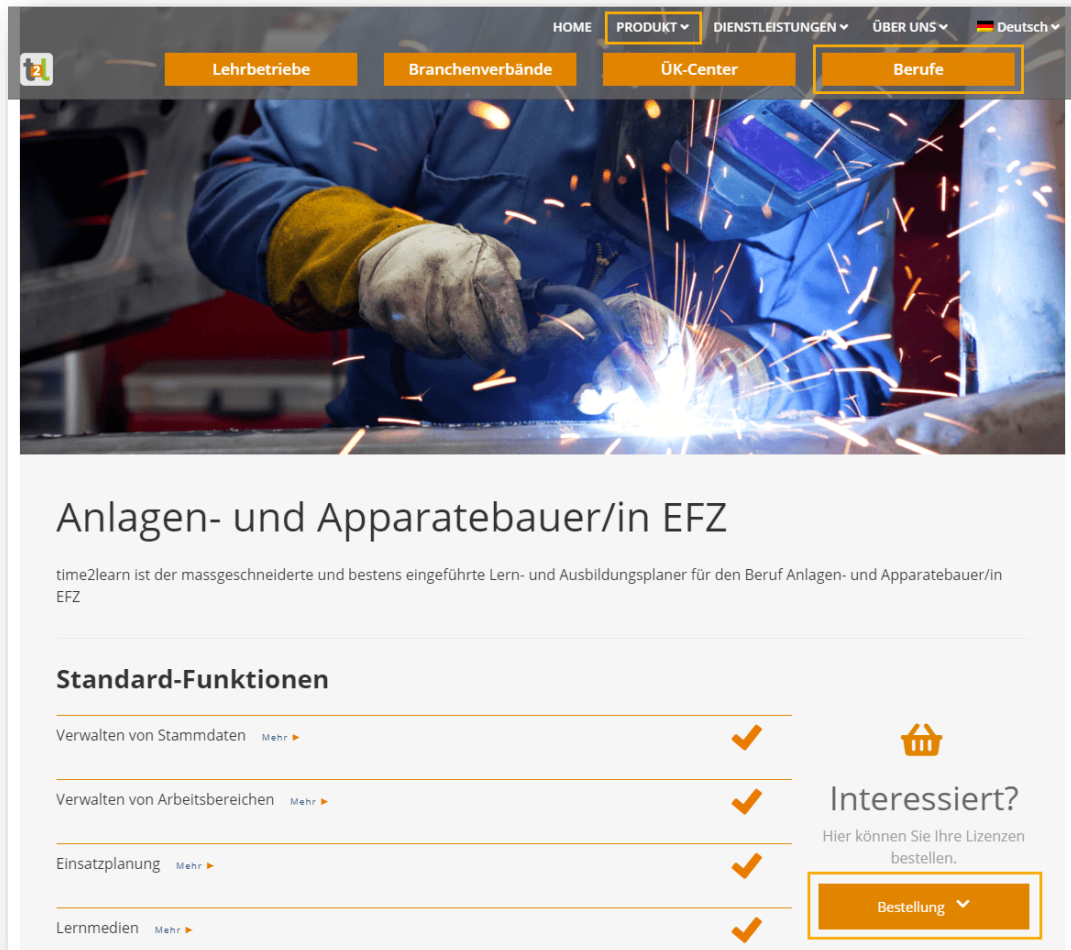 HOME PRODUKT DIENSTLEISTUNGEN ÜBER UNS Deutsch
t2l
Lehrbetriebe Branchenverbände ÜK-Center Berufe
Anlagen- und Apparatebauer/in EFZ
time2learn ist der massgeschneiderte und bestens eingeführte Lern- und Ausbildungsplaner für den Beruf Anlagen- und Apparatebauer/in
EFZ
Standard-Funktionen
Verwalten von Stammdaten Mehr
Verwalten von Arbeitsbereichen Mehr
Einsatzplanung Mehr
Lernmedien Mehr
Interessiert?
Hier können Sie Ihre Lizenzen
bestellen.
Bestellung